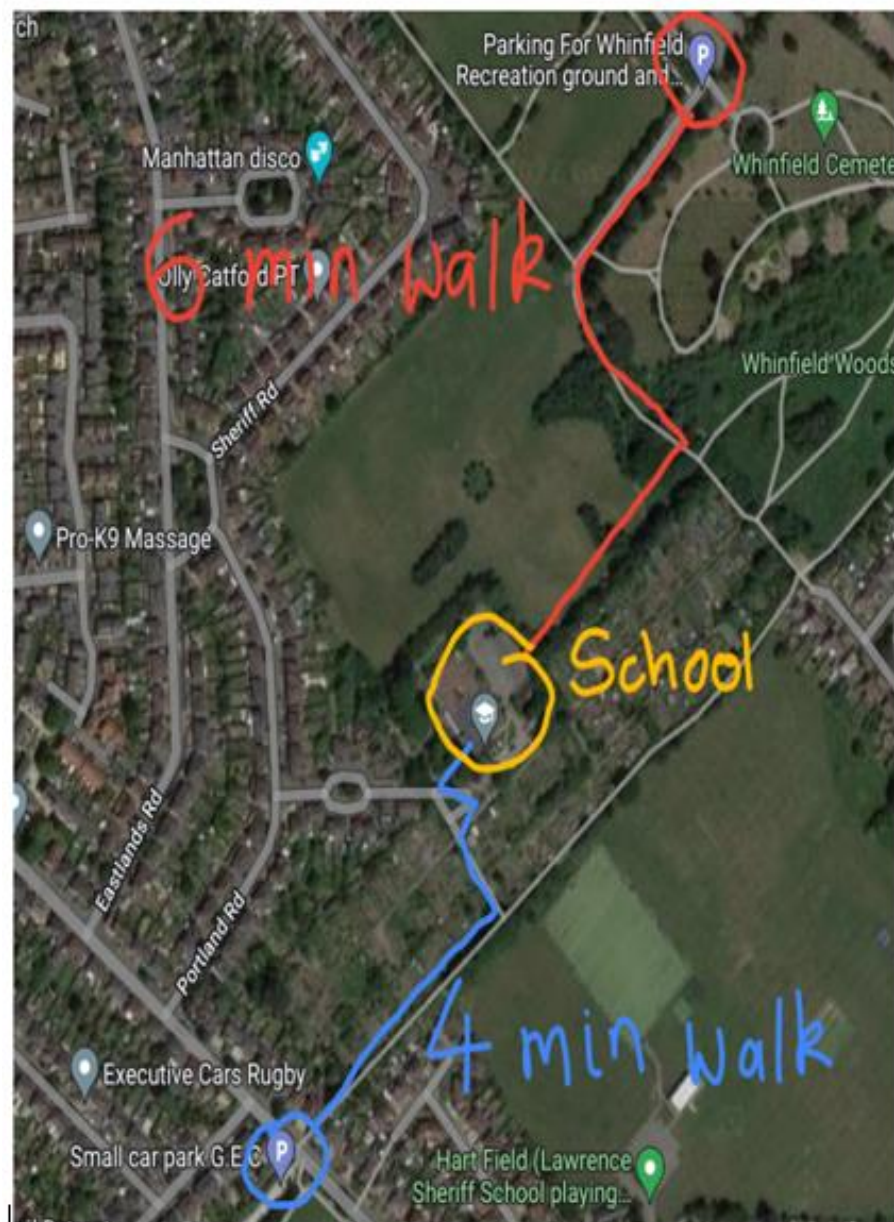 ch
Parking For Whinfield
Recreation ground and...
Manhattan disco
Whinfield Cemete
6 min walk
Olly Catford PT
Whinfield Woods
Sheriff Rd
Pro-K9 Massage
School
Eastlands Rd
Portland Rd
4 min walk
Executive Cars Rugby
Small car park G.E.C
Hart Field (Lawrence
Sheriff School playing...